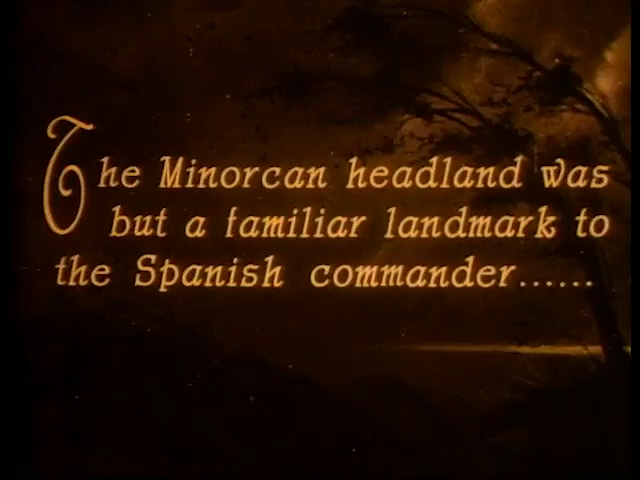 The Minorcan headland was
but a familiar landmark to
the Spanish commander......